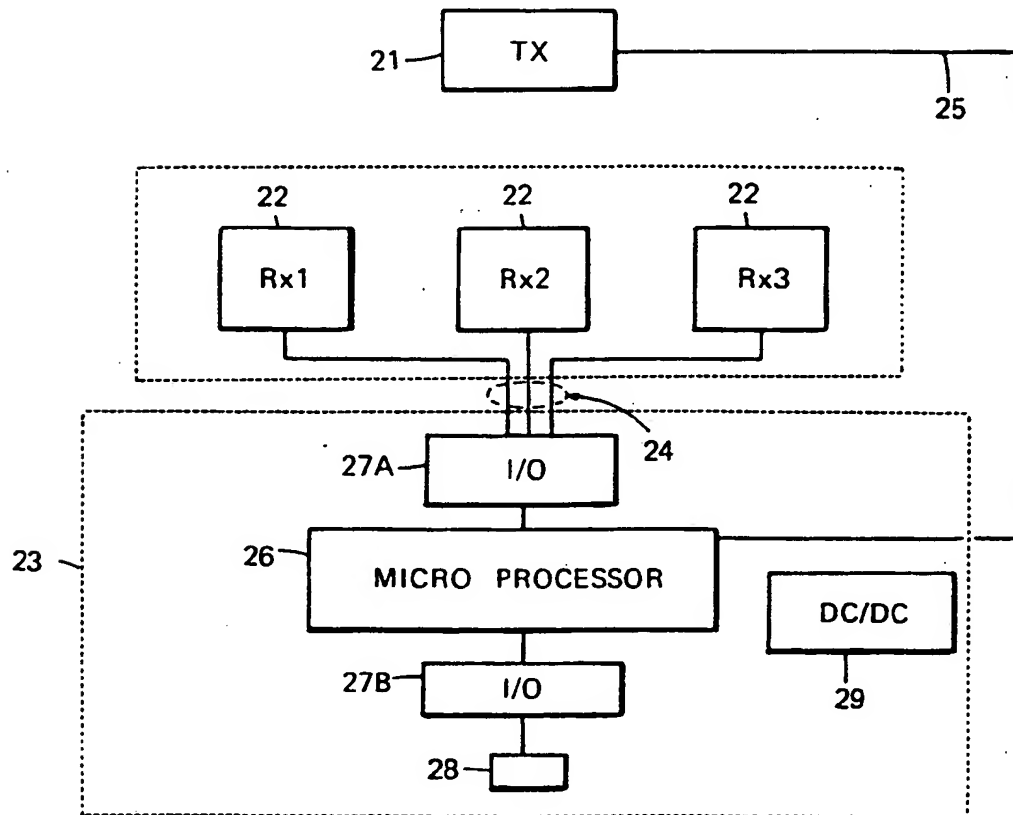 TX
21
25
22
22
22
Rx1
Rx2
Rx3
24
27A
I/O
23
26
MICRO PROCESSOR
DC/DC
27B
I/O
29
28